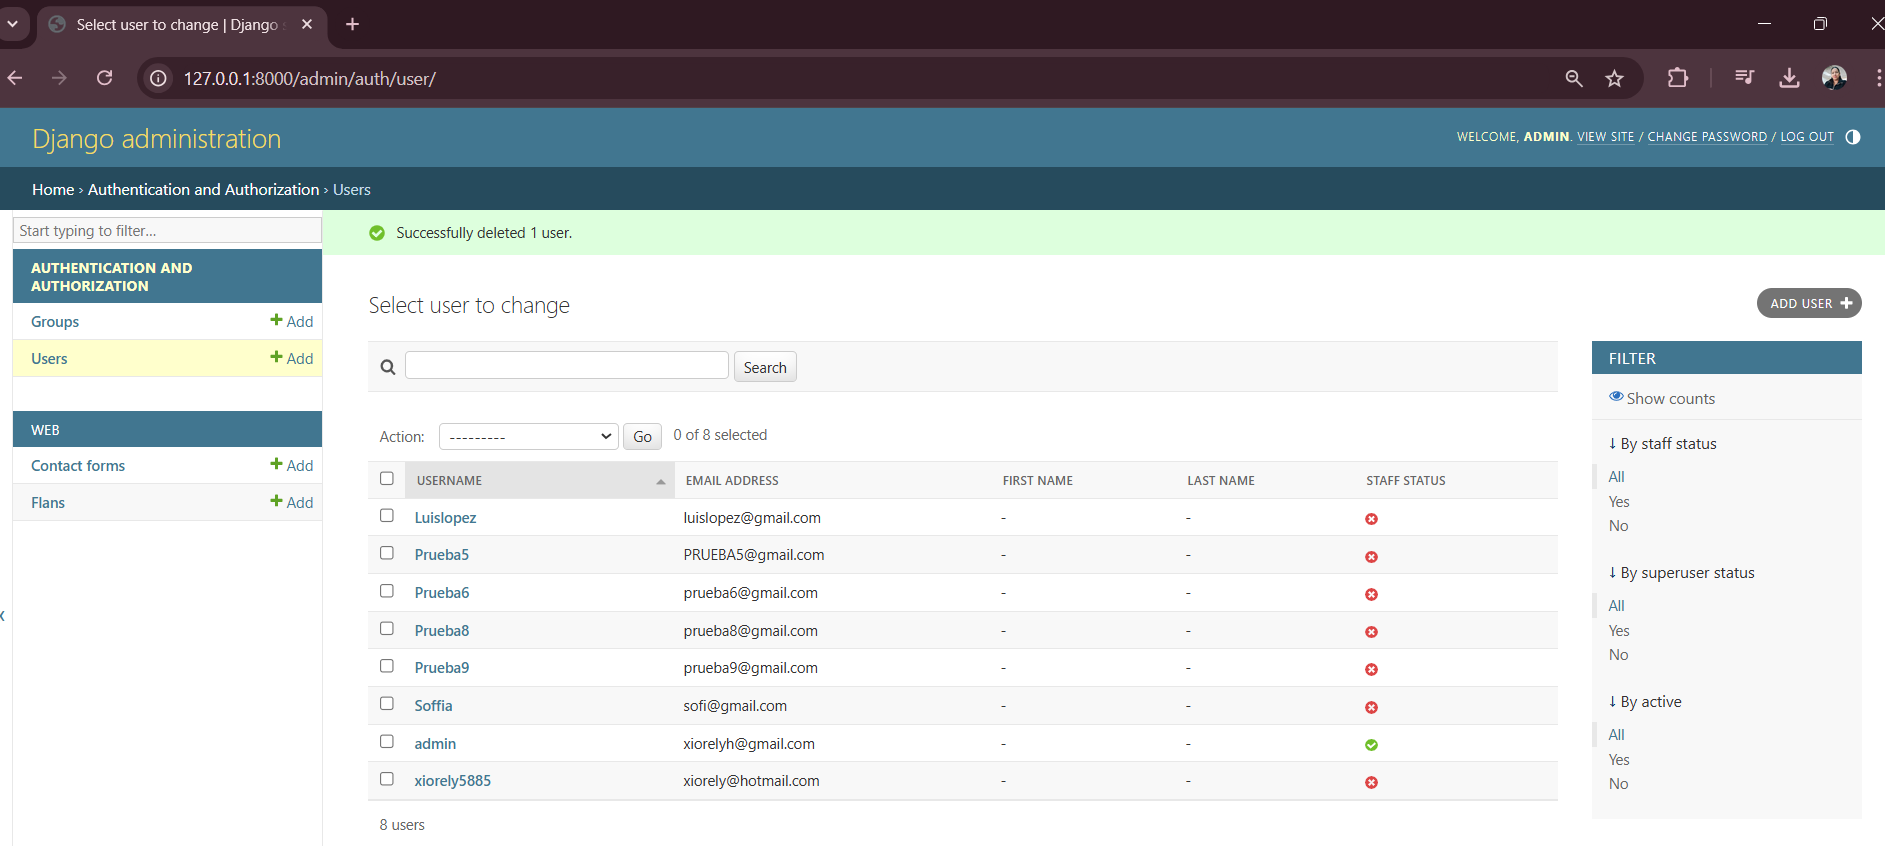 Select user to change | Django
127.0.0.1:8000/admin/auth/user/
Django administration
WELCOME, ADMIN. VIEW SITE / CHANGE PASSWORD / LOG OUT
Home › Authentication and Authorization › Users
Start typing to filter...
AUTHENTICATION AND
AUTHORIZATION
Groups + Add
Users + Add
WEB
Contact forms + Add
Flans + Add
Successfully deleted 1 user.
Select user to change
ADD USER +
Search
Action: --------- Go 0 of 8 selected
USERNAME EMAIL ADDRESS FIRST NAME LAST NAME STAFF STATUS
Luislopez luislopez@gmail.com - -
Prueba5 PRUEBA5@gmail.com - -
Prueba6 prueba6@gmail.com - -
Prueba8 prueba8@gmail.com - -
Prueba9 prueba9@gmail.com - -
Soffia sofi@gmail.com - -
admin xiorelyh@gmail.com - -
xiorely5885 xiorely@hotmail.com - -
8 users
FILTER
Show counts
↓ By staff status
All
Yes
No
↓ By superuser status
All
Yes
No
↓ By active
All
Yes
No